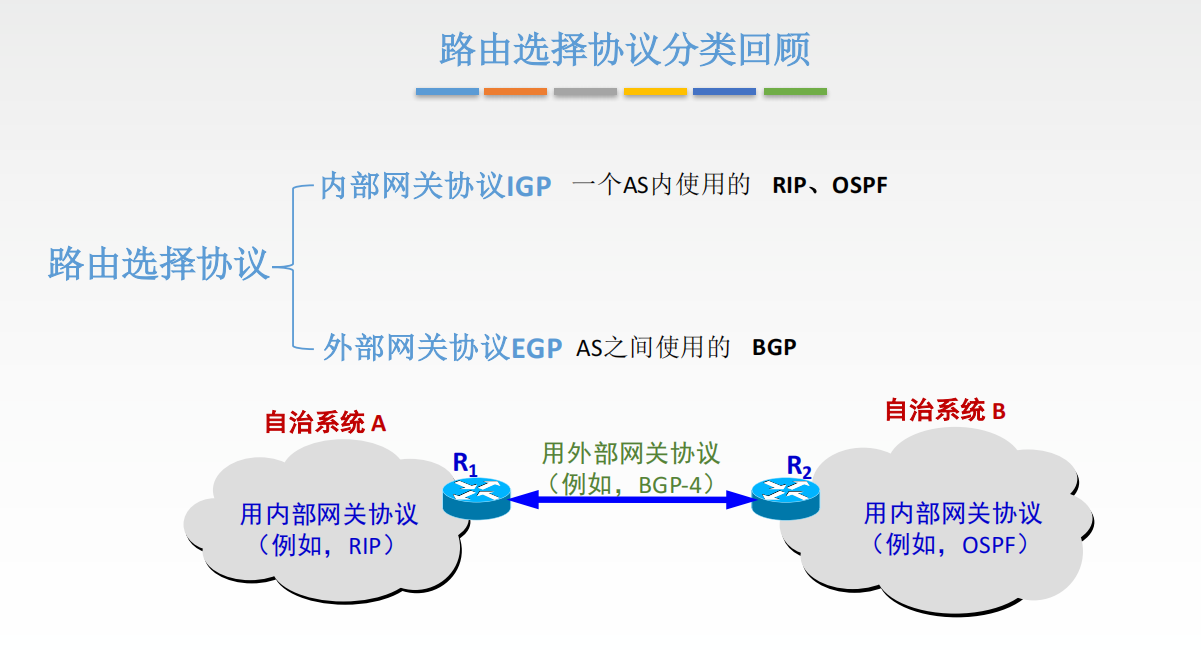 路由选择协议分类回顾
内部网关协议IGP 一个AS内使用的 RIP、OSPF
路由选择协议
外部网关协议EGP AS之间使用的 BGP
自治系统 A
自治系统 B
R1
用外部网关协议
（例如，BGP-4）
R2
用内部网关协议
（例如，RIP）
用内部网关协议
（例如，OSPF）